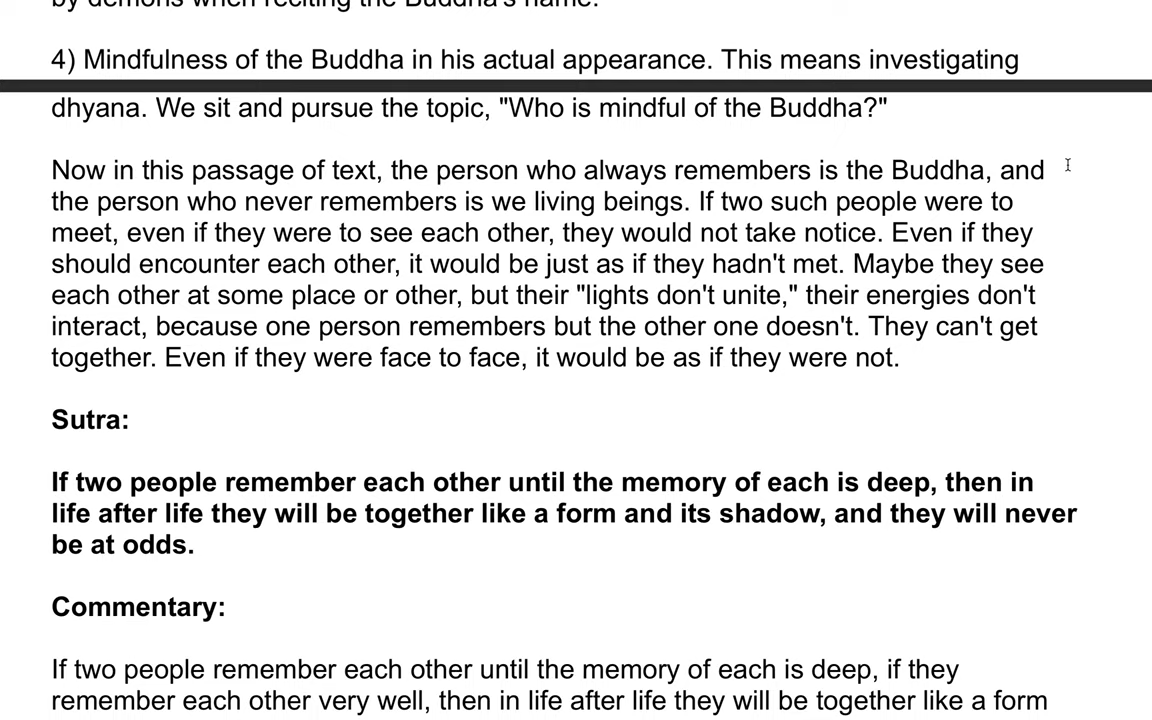 by demons when reciting the Buddha's name.
4) Mindfulness of the Buddha in his actual appearance. This means investigating
dhyana. We sit and pursue the topic, "Who is mindful of the Buddha?"
Now in this passage of text, the person who always remembers is the Buddha, and
the person who never remembers is we living beings. If two such people were to
meet, even if they were to see each other, they would not take notice. Even if they
should encounter each other, it would be just as if they hadn't met. Maybe they see
each other at some place or other, but their "lights don't unite," their energies don't
interact, because one person remembers but the other one doesn't. They can't get
together. Even if they were face to face, it would be as if they were not.
Sutra:
If two people remember each other until the memory of each is deep, then in
life after life they will be together like a form and its shadow, and they will never
be at odds.
Commentary:
If two people remember each other until the memory of each is deep, if they
remember each other very well, then in life after life they will be together like a form